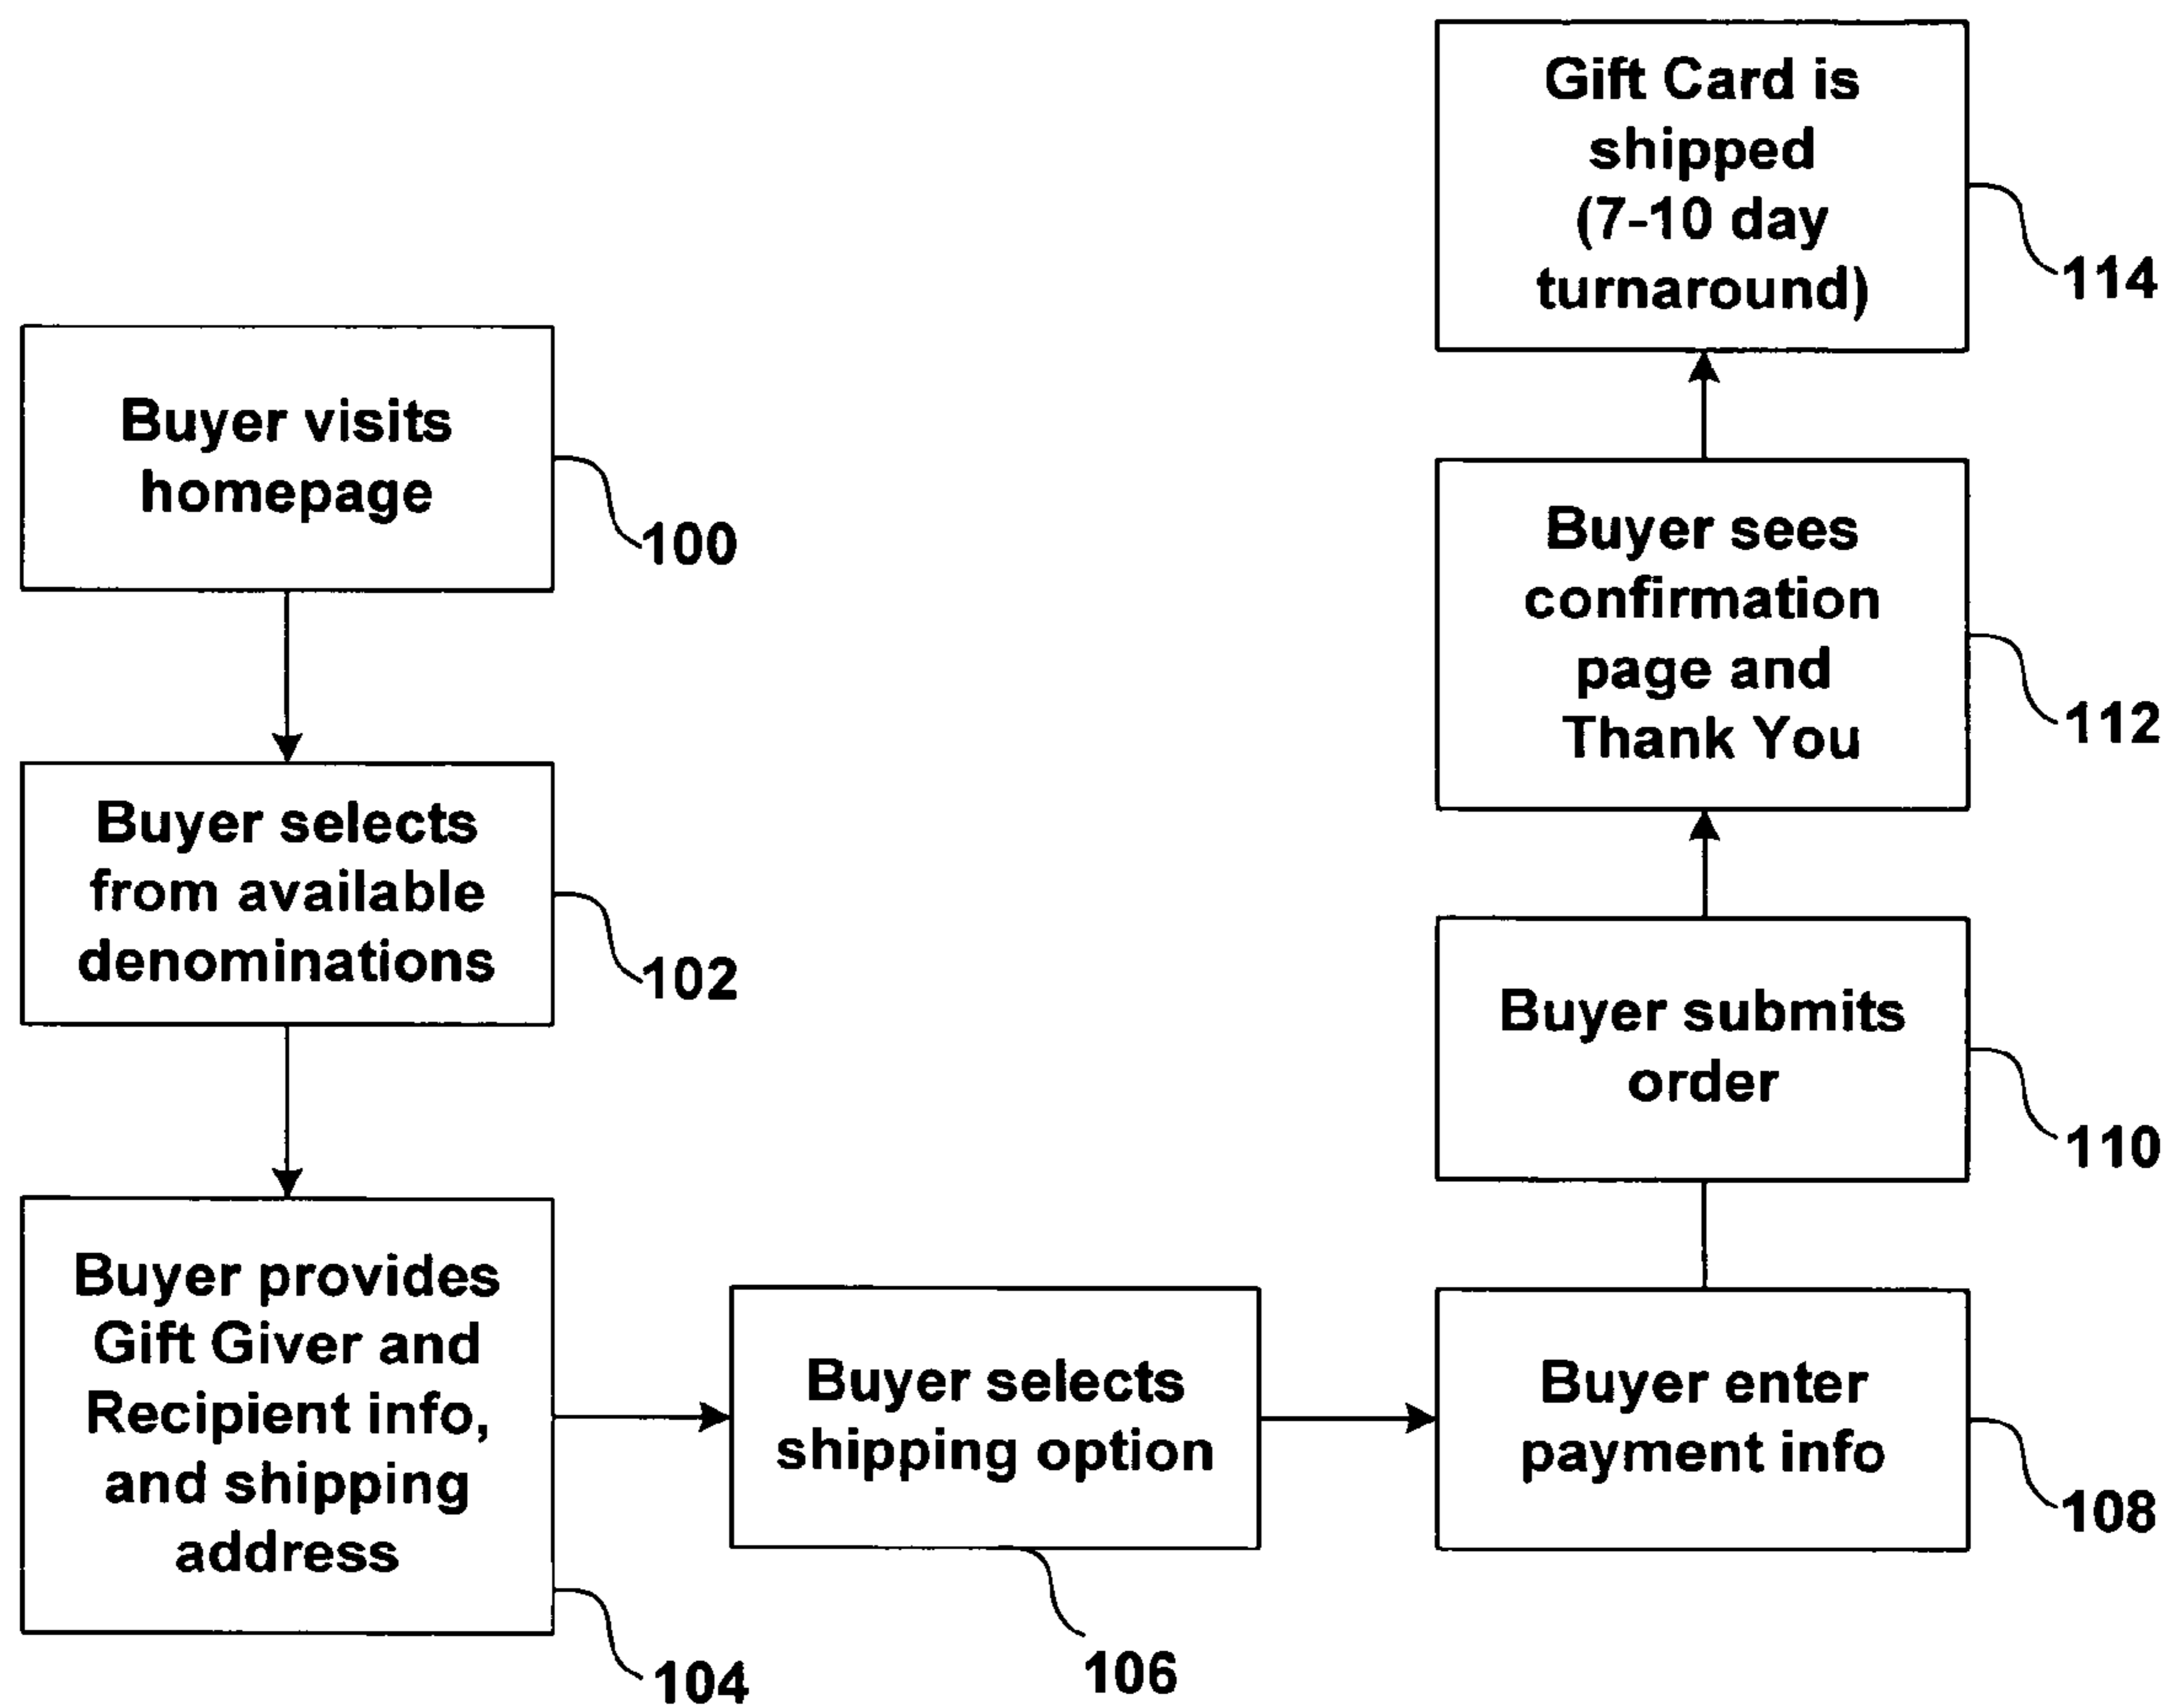 Buyer visits
homepage
100
Buyer selects
from available
denominations
102
Buyer provides
Gift Giver and
Recipient info,
and shipping
address
104
Buyer selects
shipping option
106
Buyer enter
payment info
108
Buyer submits
order
110
Buyer sees
confirmation
page and
Thank You
112
Gift Card is
shipped
(7-10 day
turnaround)
114